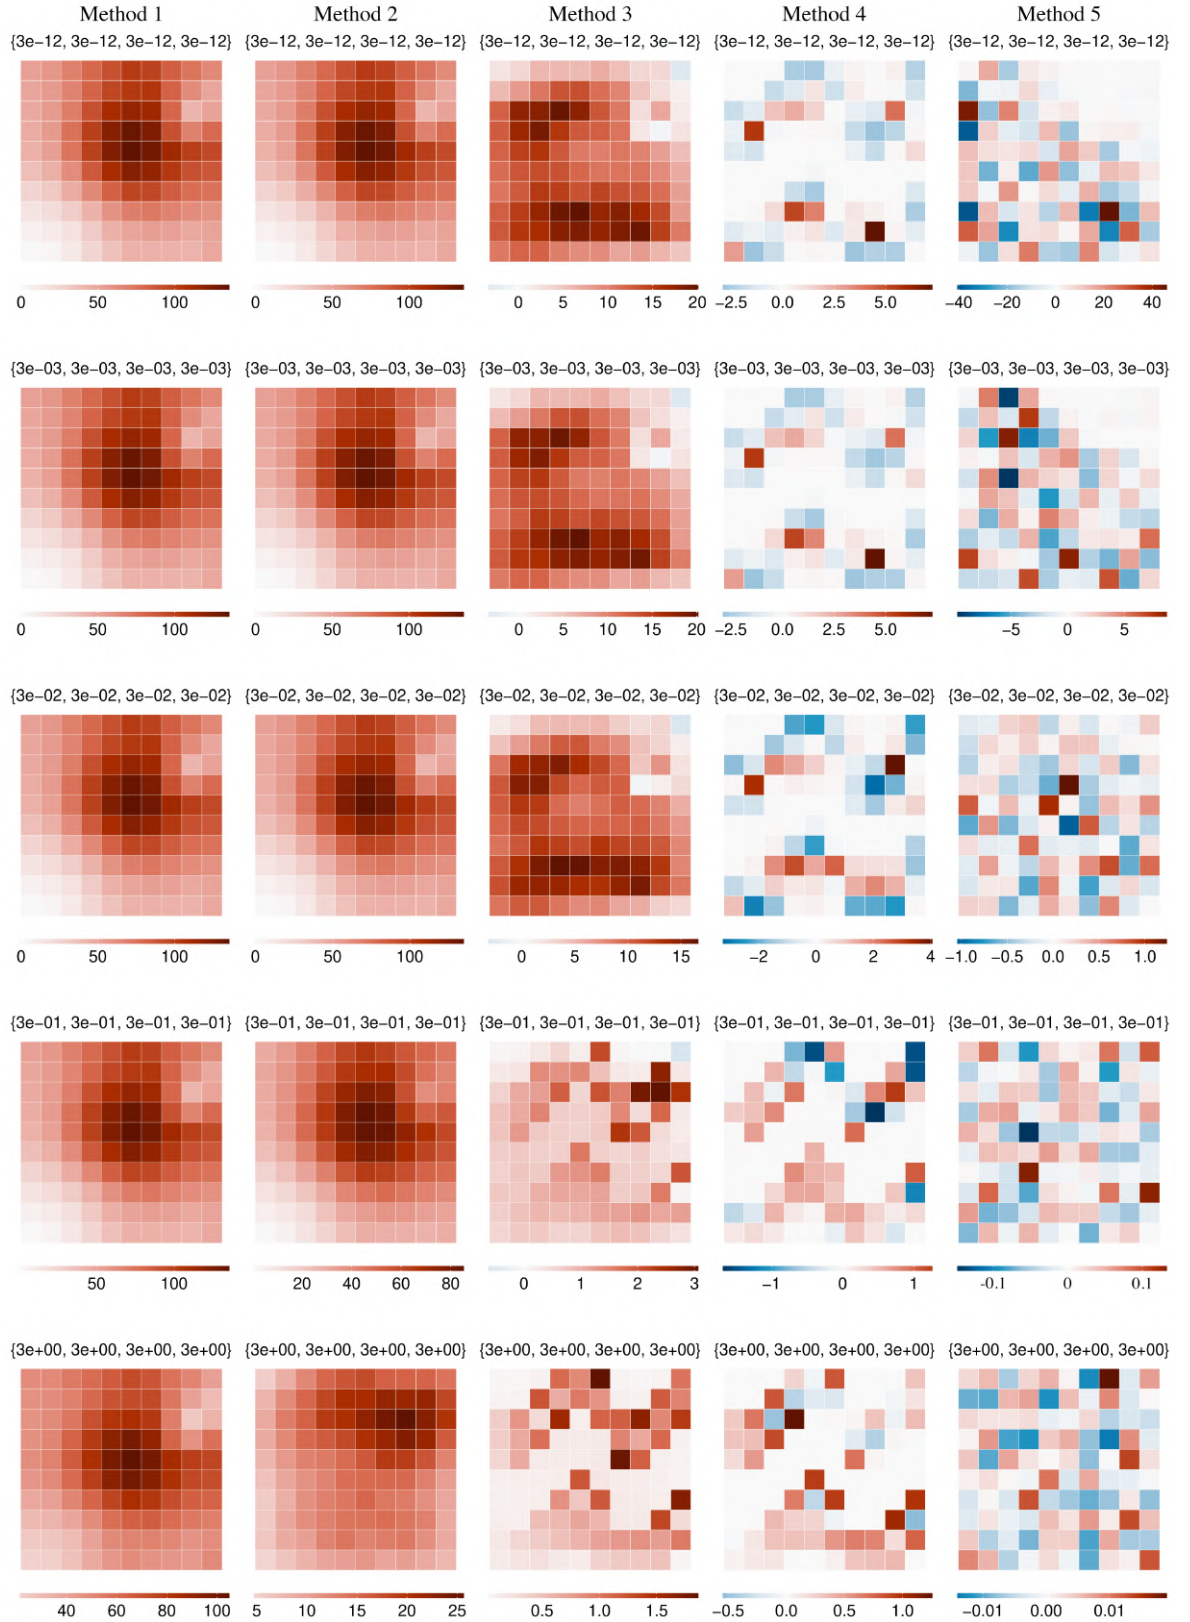 Method 1 Method 2 Method 3 Method 4 Method 5
{3e−12, 3e−12, 3e−12, 3e−12} {3e−12, 3e−12, 3e−12, 3e−12} {3e−12, 3e−12, 3e−12, 3e−12} {3e−12, 3e−12, 3e−12, 3e−12} {3e−12, 3e−12, 3e−12, 3e−12}
0 50 100 0 50 100 0 5 10 15 20 −2.5 0.0 2.5 5.0 −40 −20 0 20 40
{3e−03, 3e−03, 3e−03, 3e−03} {3e−03, 3e−03, 3e−03, 3e−03} {3e−03, 3e−03, 3e−03, 3e−03} {3e−03, 3e−03, 3e−03, 3e−03} {3e−03, 3e−03, 3e−03, 3e−03}
0 50 100 0 50 100 0 5 10 15 20 −2.5 0.0 2.5 5.0 −5 0 5
{3e−02, 3e−02, 3e−02, 3e−02} {3e−02, 3e−02, 3e−02, 3e−02} {3e−02, 3e−02, 3e−02, 3e−02} {3e−02, 3e−02, 3e−02, 3e−02} {3e−02, 3e−02, 3e−02, 3e−02}
0 50 100 0 50 100 0 5 10 15 −2 0 2 4 −1.0 −0.5 0.0 0.5 1.0
{3e−01, 3e−01, 3e−01, 3e−01} {3e−01, 3e−01, 3e−01, 3e−01} {3e−01, 3e−01, 3e−01, 3e−01} {3e−01, 3e−01, 3e−01, 3e−01} {3e−01, 3e−01, 3e−01, 3e−01}
50 100 20 40 60 80 0 1 2 3 −1 0 1 -0.1 0 0.1
{3e+00, 3e+00, 3e+00, 3e+00} {3e+00, 3e+00, 3e+00, 3e+00} {3e+00, 3e+00, 3e+00, 3e+00} {3e+00, 3e+00, 3e+00, 3e+00} {3e+00, 3e+00, 3e+00, 3e+00}
40 60 80 100 5 10 15 20 25 0.5 1.0 1.5 −0.5 0.0 0.5 1.0 −0.01 0.00 0.01